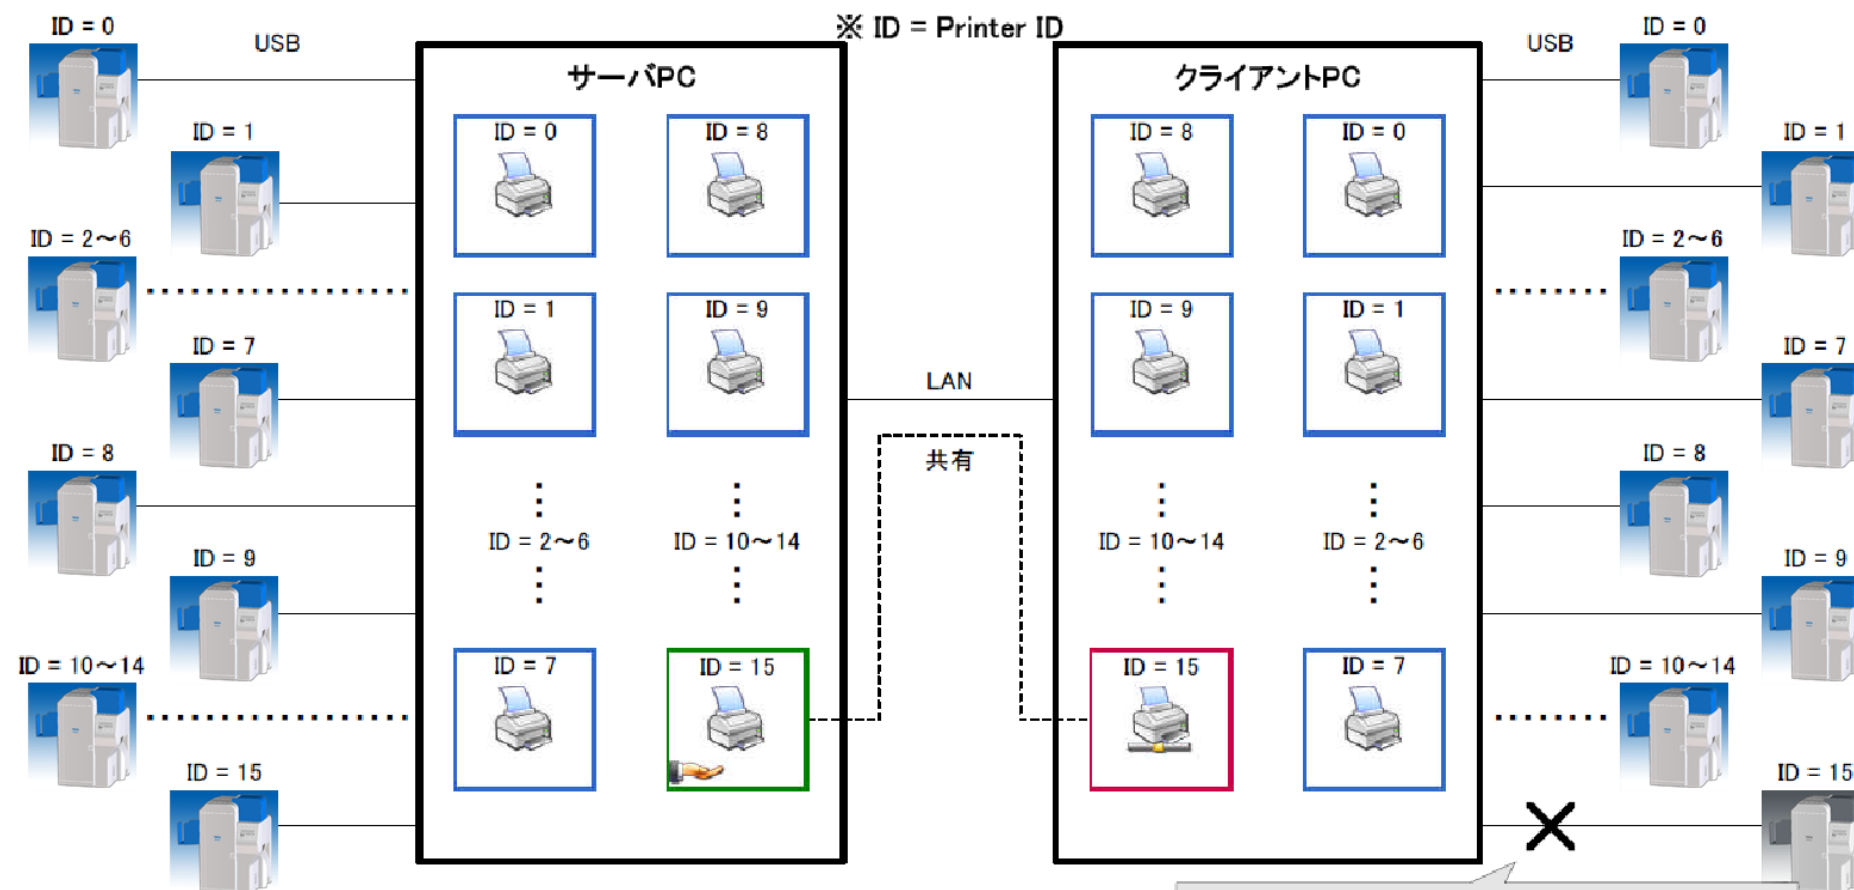 ※ ID = Printer ID
ID = 0
USB
ID = 1
ID = 2～6
ID = 7
ID = 8
ID = 9
ID = 10～14
ID = 15
サーバPC
ID = 0
ID = 8
ID = 1
ID = 9
ID = 2～6
ID = 10～14
ID = 7
ID = 15
LAN
共有
クライアントPC
ID = 8
ID = 0
ID = 9
ID = 1
ID = 10～14
ID = 2～6
ID = 15
ID = 7
USB
ID = 0
ID = 1
ID = 2～6
ID = 7
ID = 8
ID = 9
ID = 10～14
ID = 15